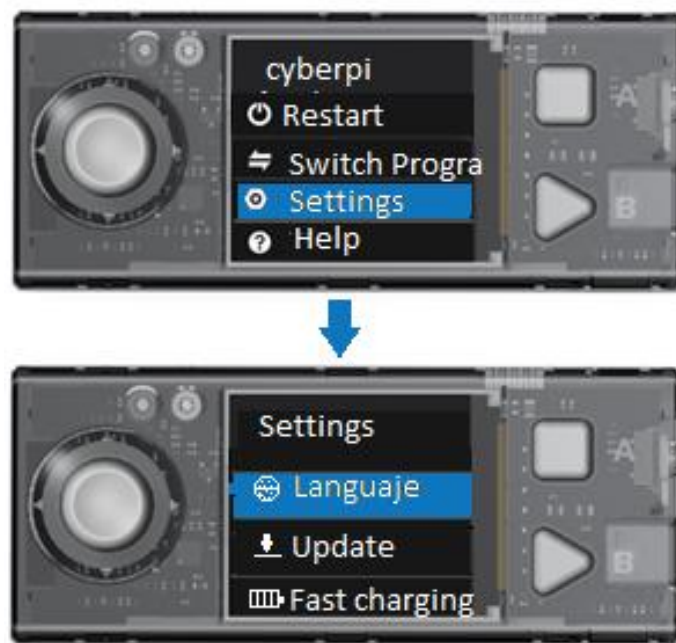 cyberpi
Restart
Switch Progra
Settings
Help
A
B
Settings
Languaje
Update
Fast charging
A
B